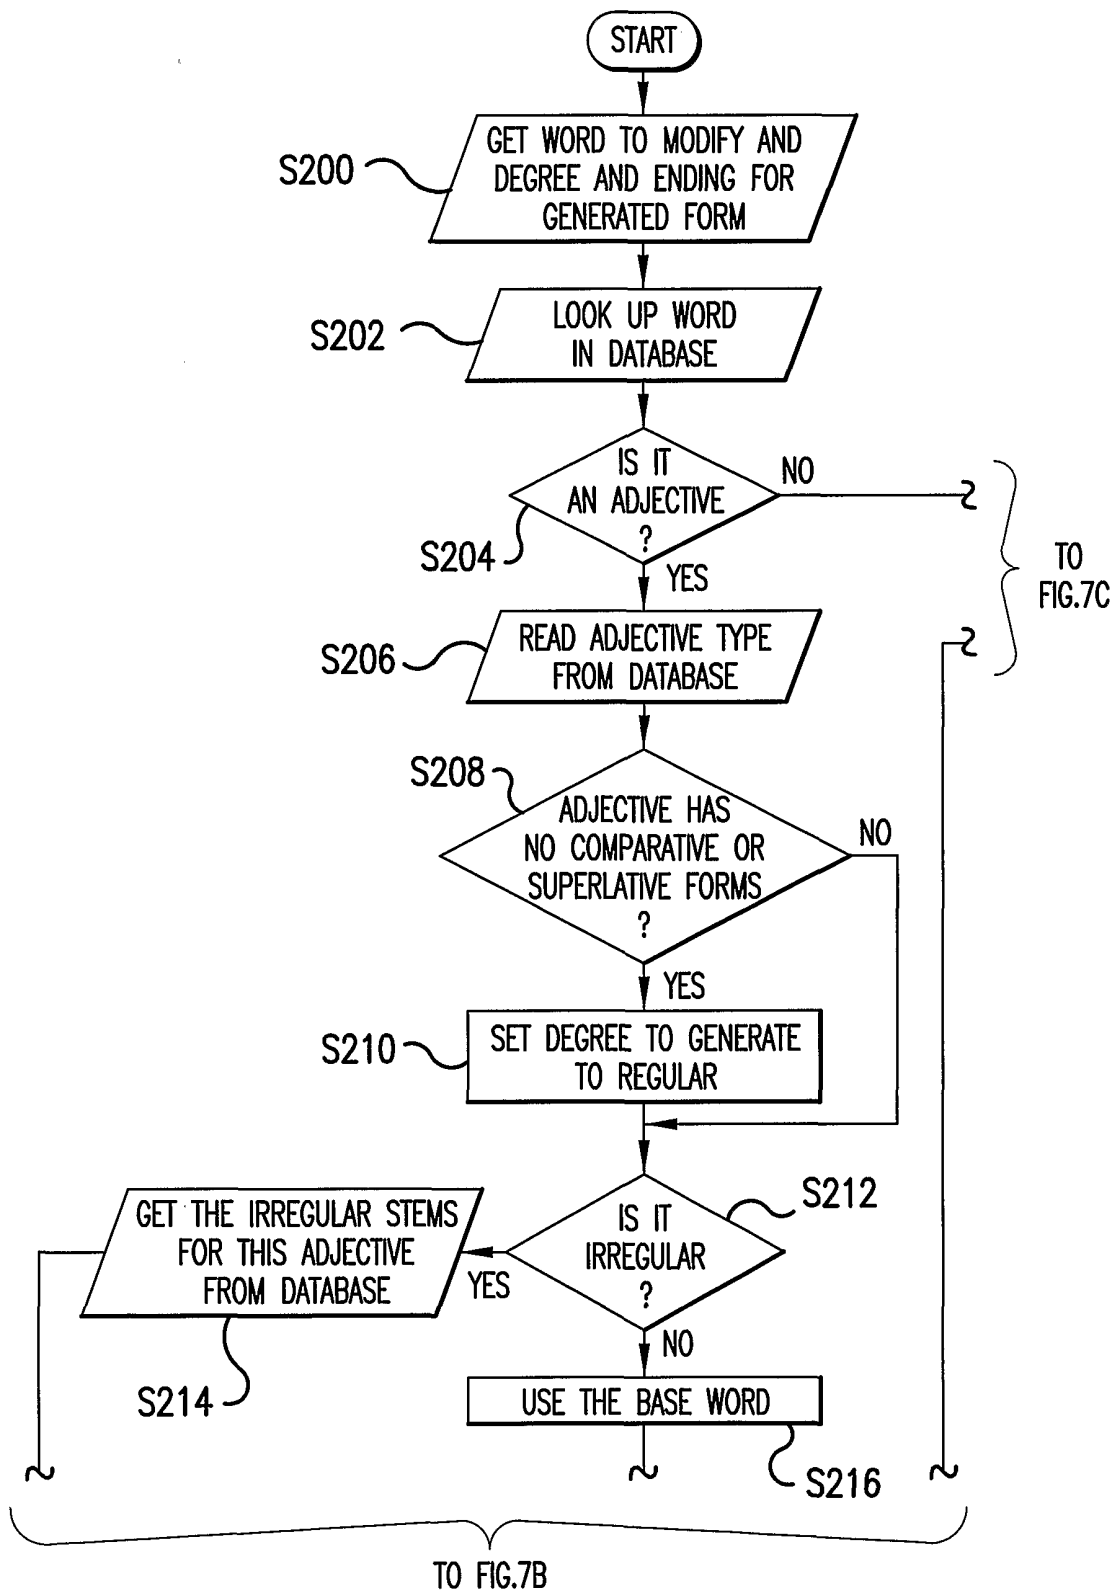 START
GET WORD TO MODIFY AND
DEGREE AND ENDING FOR
GENERATED FORM
S200
LOOK UP WORD
IN DATABASE
S202
IS IT
AN ADJECTIVE
?
NO
S204
YES
TO
FIG.7C
READ ADJECTIVE TYPE
FROM DATABASE
S206
S208
ADJECTIVE HAS
NO COMPARATIVE OR
SUPERLATIVE FORMS
?
NO
YES
S210
SET DEGREE TO GENERATE
TO REGULAR
S212
IS IT
IRREGULAR
?
YES
GET THE IRREGULAR STEMS
FOR THIS ADJECTIVE
FROM DATABASE
S214
NO
USE THE BASE WORD
S216
TO FIG.7B